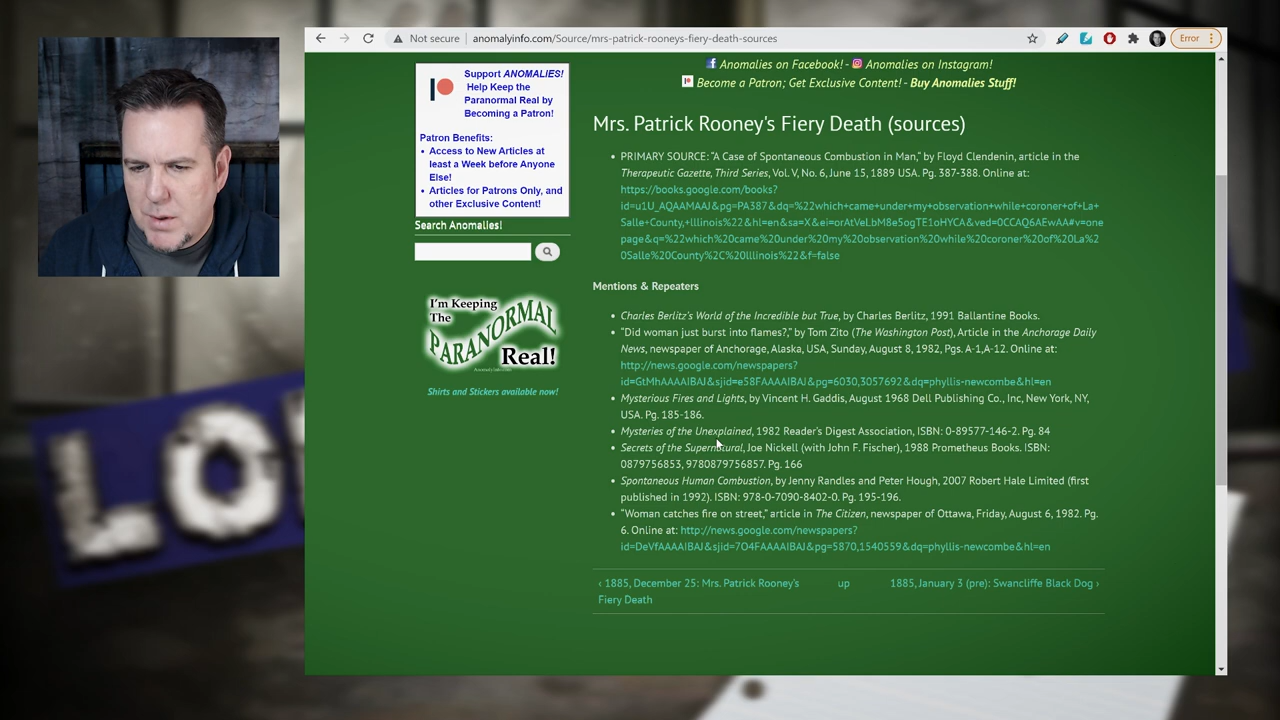 Not secure
anomalyinfo.com/Source/mrs-patrick-rooneys-fiery-death-sources
Error
Anomalies on Facebook! - Anomalies on Instagram!
Become a Patron; Get Exclusive Content! - Buy Anomalies Stuff!
Support ANOMALIES!
Help Keep the
Paranormal Real by
Becoming a Patron!
Patron Benefits:
• Access to New Articles at
least a Week before Anyone
Else!
• Articles for Patrons Only, and
other Exclusive Content!
Search Anomalies!
I'm Keeping
The
PARANORMAL
Real!
Shirts and Stickers available now!
Mrs. Patrick Rooney's Fiery Death (sources)
• PRIMARY SOURCE: "A Case of Spontaneous Combustion in Man," by Floyd Clendenin, article in the
Therapeutic Gazette, Third Series, Vol. V, No. 6, June 15, 1889 USA. Pg. 387-388. Online at:
https://books.google.com/books?
id=u1U_AQAAMAAJ&pg=PA387&dq=%22which+came+under+my+observation+while+coroner+of+La+
Salle+County,+Illinois%22&hl=en&sa=X&ei=orAtVeLbM8e5ogTE1oHYCA&ved=0CCAQ6AEwAA#v=one
page&q=%22which%20came%20under%20my%20observation%20while%20coroner%20of%20La%2
0Salle%20County%2C%20Illinois%22&f=false
Mentions & Repeaters
• Charles Berlitz's World of the Incredible but True, by Charles Berlitz, 1991 Ballantine Books.
• "Did woman just burst into flames?," by Tom Zito (The Washington Post), Article in the Anchorage Daily
News, newspaper of Anchorage, Alaska, USA, Sunday, August 8, 1982, Pgs. A-1,A-12. Online at:
http://news.google.com/newspapers?
id=GtMhAAAAIBAJ&sjid=e58FAAAAIBAJ&pg=6030,3057692&dq=phyllis-newcombe&hl=en
• Mysterious Fires and Lights, by Vincent H. Gaddis, August 1968 Dell Publishing Co., Inc, New York, NY,
USA. Pg. 185-186.
• Mysteries of the Unexplained, 1982 Reader's Digest Association, ISBN: 0-89577-146-2. Pg. 84
• Secrets of the Supernatural, Joe Nickell (with John F. Fischer), 1988 Prometheus Books. ISBN:
0879756853, 9780879756857. Pg. 166
• Spontaneous Human Combustion, by Jenny Randles and Peter Hough, 2007 Robert Hale Limited (first
published in 1992). ISBN: 978-0-7090-8402-0. Pg. 195-196.
• "Woman catches fire on street," article in The Citizen, newspaper of Ottawa, Friday, August 6, 1982. Pg.
6. Online at: http://news.google.com/newspapers?
id=DeVfAAAAIBAJ&sjid=7O4FAAAAIBAJ&pg=5870,1540559&dq=phyllis-newcombe&hl=en
‹ 1885, December 25: Mrs. Patrick Rooney's
Fiery Death
up
1885, January 3 (pre): Swancliffe Black Dog ›